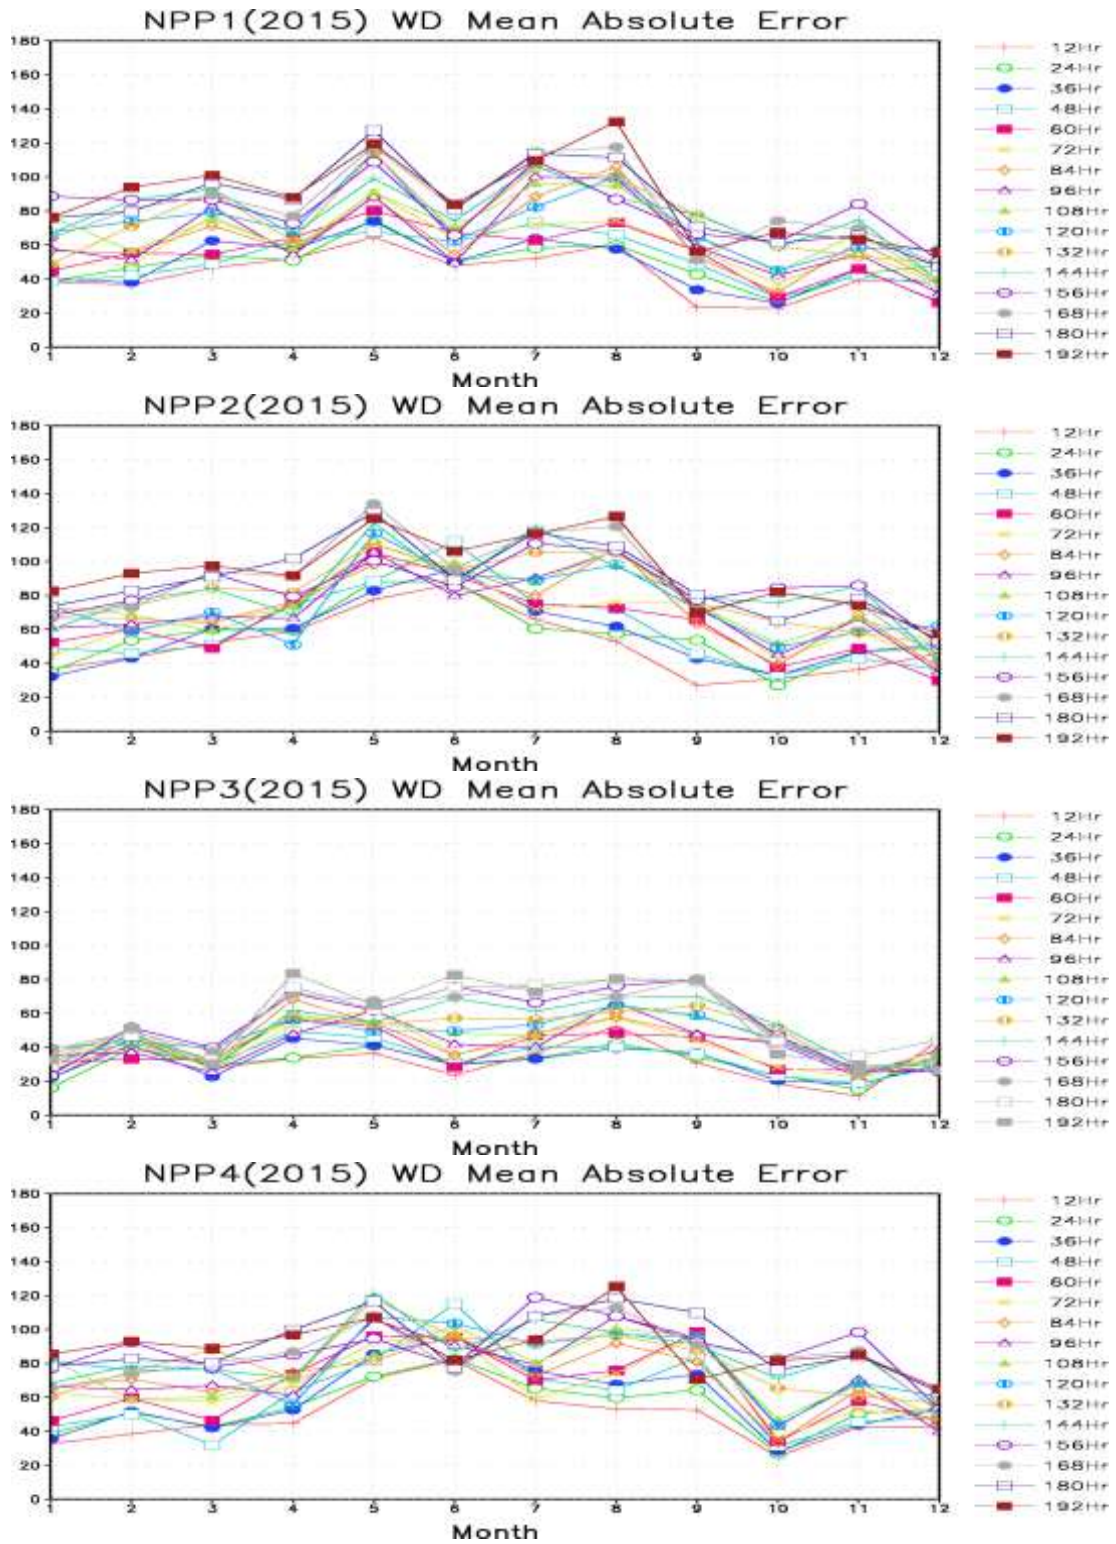 NPP1(2015) WD Mean Absolute Error
180
160
140
120
100
80
60
40
20
0
1 2 3 4 5 6 7 8 9 10 11 12
Month
12Hr
24Hr
36Hr
48Hr
60Hr
72Hr
84Hr
96Hr
108Hr
120Hr
132Hr
144Hr
156Hr
168Hr
180Hr
192Hr
NPP2(2015) WD Mean Absolute Error
180
160
140
120
100
80
60
40
20
0
1 2 3 4 5 6 7 8 9 10 11 12
Month
12Hr
24Hr
36Hr
48Hr
60Hr
72Hr
84Hr
96Hr
108Hr
120Hr
132Hr
144Hr
156Hr
168Hr
180Hr
192Hr
NPP3(2015) WD Mean Absolute Error
180
160
140
120
100
80
60
40
20
0
1 2 3 4 5 6 7 8 9 10 11 12
Month
12Hr
24Hr
36Hr
48Hr
60Hr
72Hr
84Hr
96Hr
108Hr
120Hr
132Hr
144Hr
156Hr
168Hr
180Hr
192Hr
NPP4(2015) WD Mean Absolute Error
180
160
140
120
100
80
60
40
20
0
1 2 3 4 5 6 7 8 9 10 11 12
Month
12Hr
24Hr
36Hr
48Hr
60Hr
72Hr
84Hr
96Hr
108Hr
120Hr
132Hr
144Hr
156Hr
168Hr
180Hr
192Hr